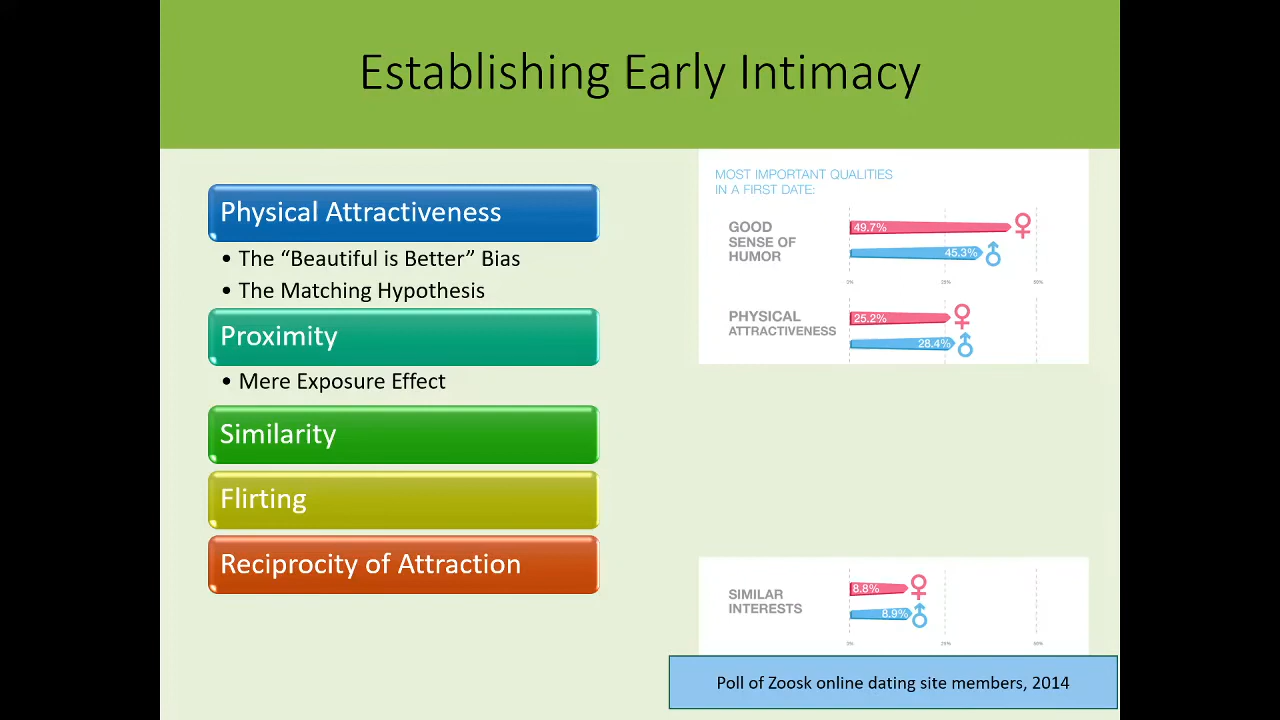 Establishing Early Intimacy
Physical Attractiveness
• The “Beautiful is Better” Bias
• The Matching Hypothesis
Proximity
• Mere Exposure Effect
Similarity
Flirting
Reciprocity of Attraction
MOST IMPORTANT QUALITIES
IN A FIRST DATE:
GOOD
SENSE OF
HUMOR
49.7%
45.3%
PHYSICAL
ATTRACTIVENESS
25.2%
28.4%
SIMILAR
INTERESTS
8.8%
8.9%
Poll of Zoosk online dating site members, 2014